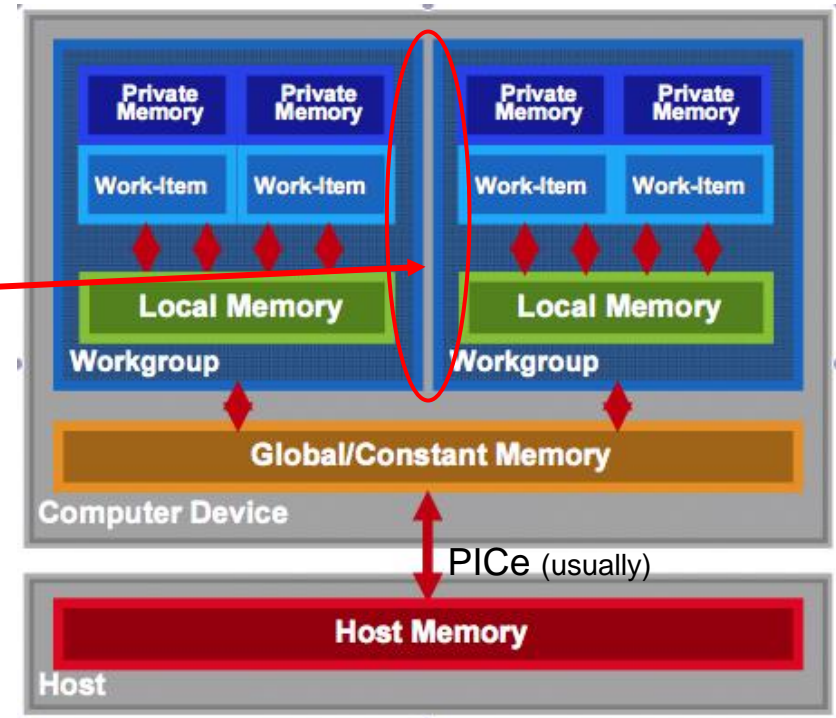 Private Memory
Private Memory
Private Memory
Private Memory
Work-Item
Work-Item
Work-Item
Work-Item
Local Memory
Local Memory
Workgroup
Workgroup
Global/Constant Memory
Computer Device
PICe (usually)
Host Memory
Host